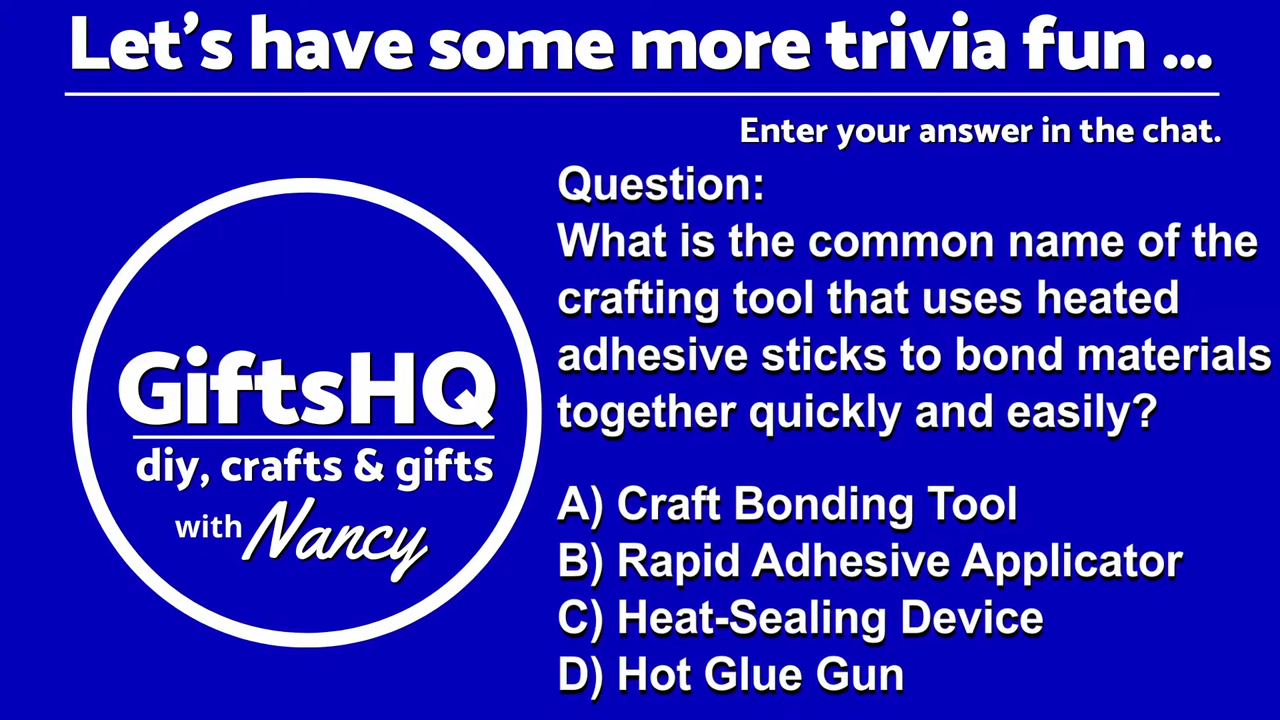 Let's have some more trivia fun ...
Enter your answer in the chat.
GiftsHQ
diy, crafts & gifts
with Nancy
Question:
What is the common name of the
crafting tool that uses heated
adhesive sticks to bond materials
together quickly and easily?
A) Craft Bonding Tool
B) Rapid Adhesive Applicator
C) Heat-Sealing Device
D) Hot Glue Gun